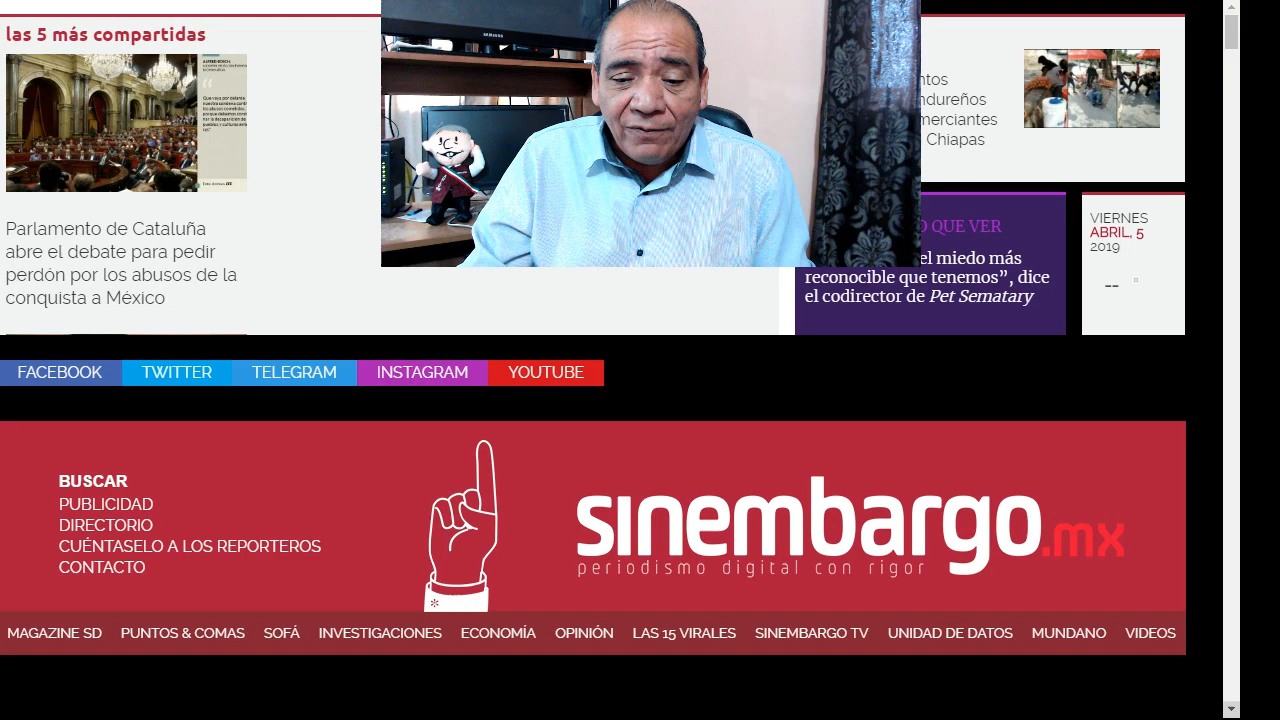 las 5 más compartidas
Parlamento de Cataluña
abre el debate para pedir
perdón por los abusos de la
conquista a México
SAMSUNG
Chiapas
QUE VER
el miedo más
reconocible que tenemos”, dice
el codirector de Pet Sematary
VIERNES
ABRIL, 5
2019
--
FACEBOOK TWITTER TELEGRAM INSTAGRAM YOUTUBE
BUSCAR
PUBLICIDAD
DIRECTORIO
CUÉNTASELO A LOS REPORTEROS
CONTACTO
sinembargo.mx
periodismo digital con rigor
MAGAZINE SD PUNTOS & COMAS SOFÁ INVESTIGACIONES ECONOMÍA OPINIÓN LAS 15 VIRALES SINEMBARGO TV UNIDAD DE DATOS MUNDANO VIDEOS